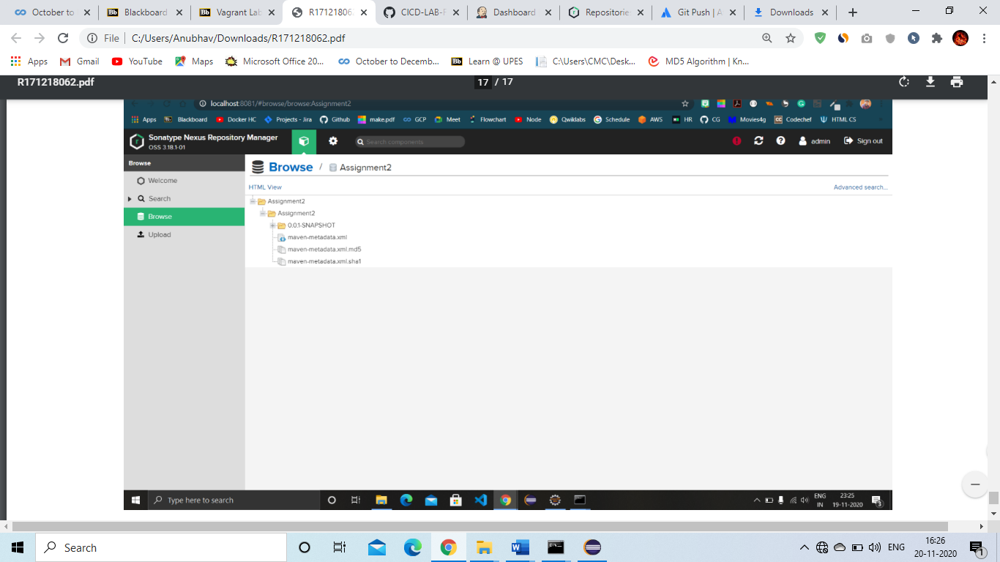 October to
Blackboard
Vagrant Lab
R17121806
CICD-LAB-F
Dashboard
Repositorie
Git Push | A
Downloads
File
C:/Users/Anubhav/Downloads/R171218062.pdf
Apps
Gmail
YouTube
Maps
Microsoft Office 20...
October to Decemb...
Bb
Learn @ UPES
C:\Users\CMC\Desk...
MD5 Algorithm | Kn...
R171218062.pdf
17 / 17
localhost:8081/#browse/browse:Assignment2
Apps
Blackboard
Docker HC
Projects - Jira
Github
make.pdf
GCP
Meet
Flowchart
Node
Qwiklabs
Schedule
AWS
HR
CG
Movies4g
Codechef
HTML CS
Sonatype Nexus Repository Manager
OSS 3.18.1-01
Search components
admin
Sign out
Browse
Welcome
Search
Browse
Upload
Browse / Assignment2
HTML View
Advanced search...
Assignment2
Assignment2
0.0.1-SNAPSHOT
maven-metadata.xml
maven-metadata.xml.md5
maven-metadata.xml.sha1
Type here to search
ENG
IN
23:25
19-11-2020
3
Search
ENG
16:26
20-11-2020
1